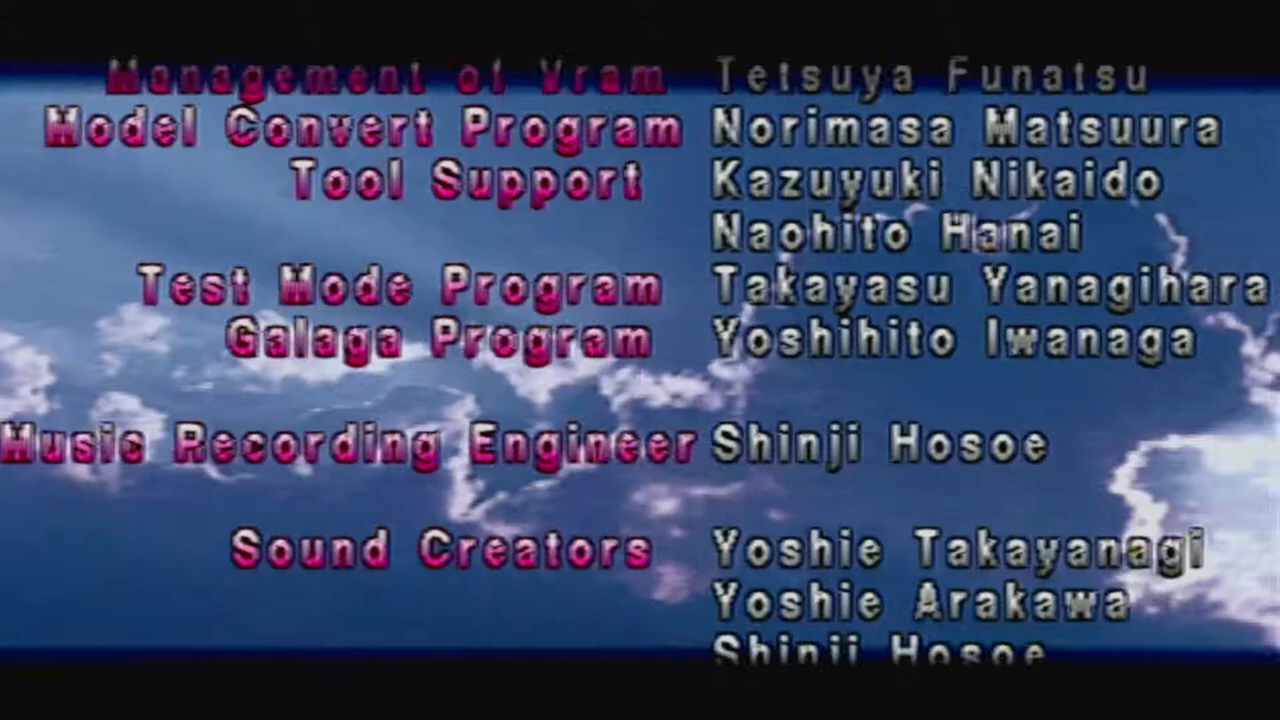 Management of Vram Tetsuya Funatsu
Model Convert Program Norimasa Matsuura
Tool Support Kazuyuki Nikaido
Naohito Hanai
Test Mode Program Takayasu Yanagihara
Galaga Program Yoshihito Iwanaga
Music Recording Engineer Shinji Hosoe
Sound Creators Yoshie Takayanagi
Yoshie Arakawa
Shinji Hosoe